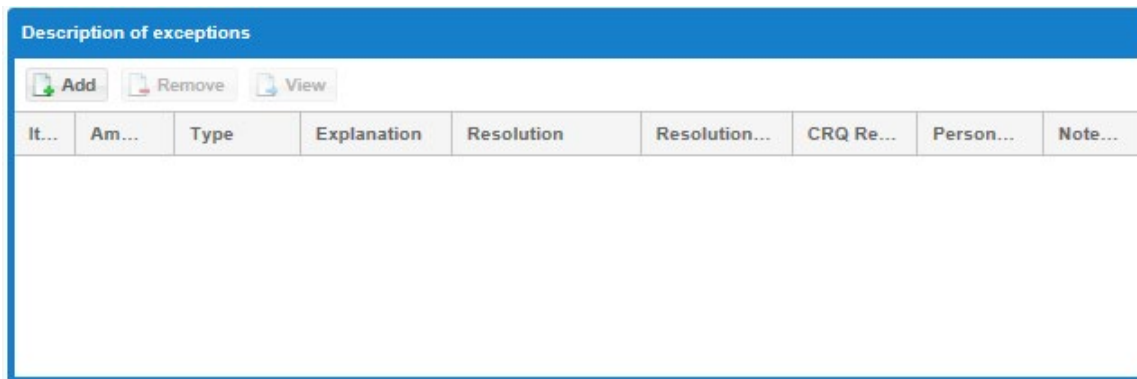 Description of exceptions
Add Remove View
It... Am... Type Explanation Resolution Resolution... CRQ Re... Person... Note...